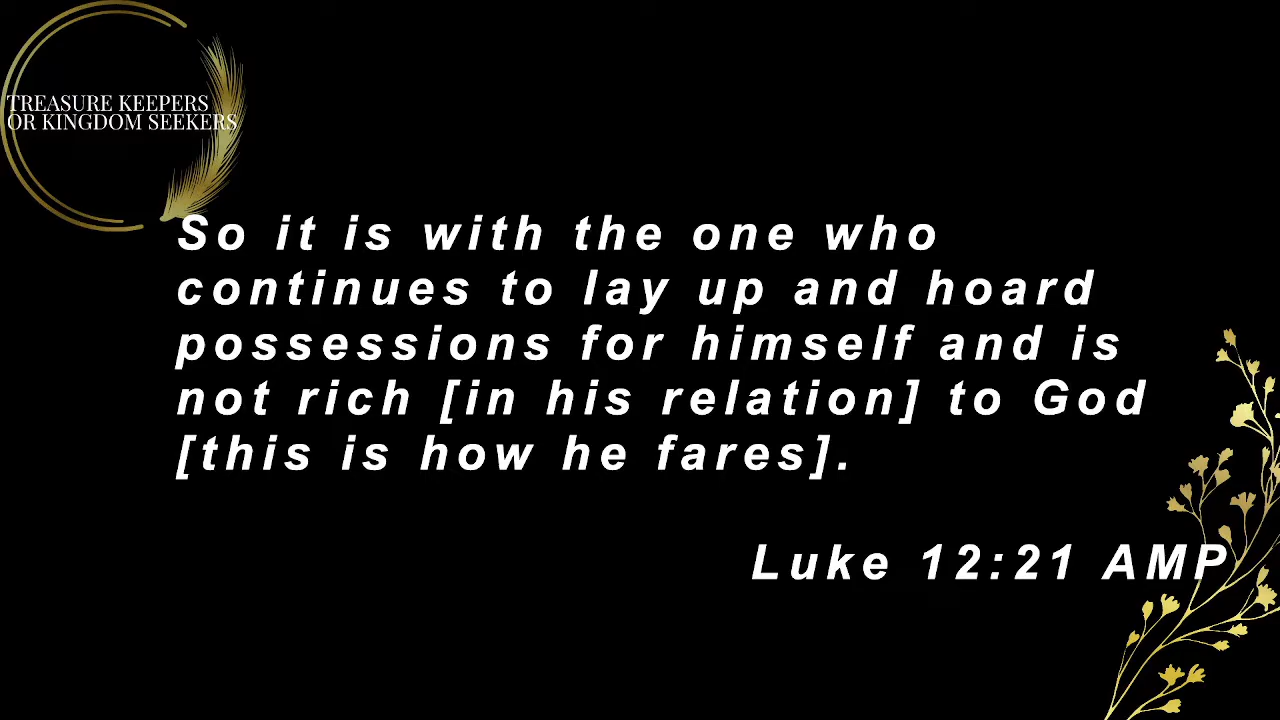 TREASURE KEEPERS
OR KINGDOM SEEKERS
So it is with the one who
continues to lay up and hoard
possessions for himself and is
not rich [in his relation] to God
[this is how he fares].
Luke 12:21 AMP